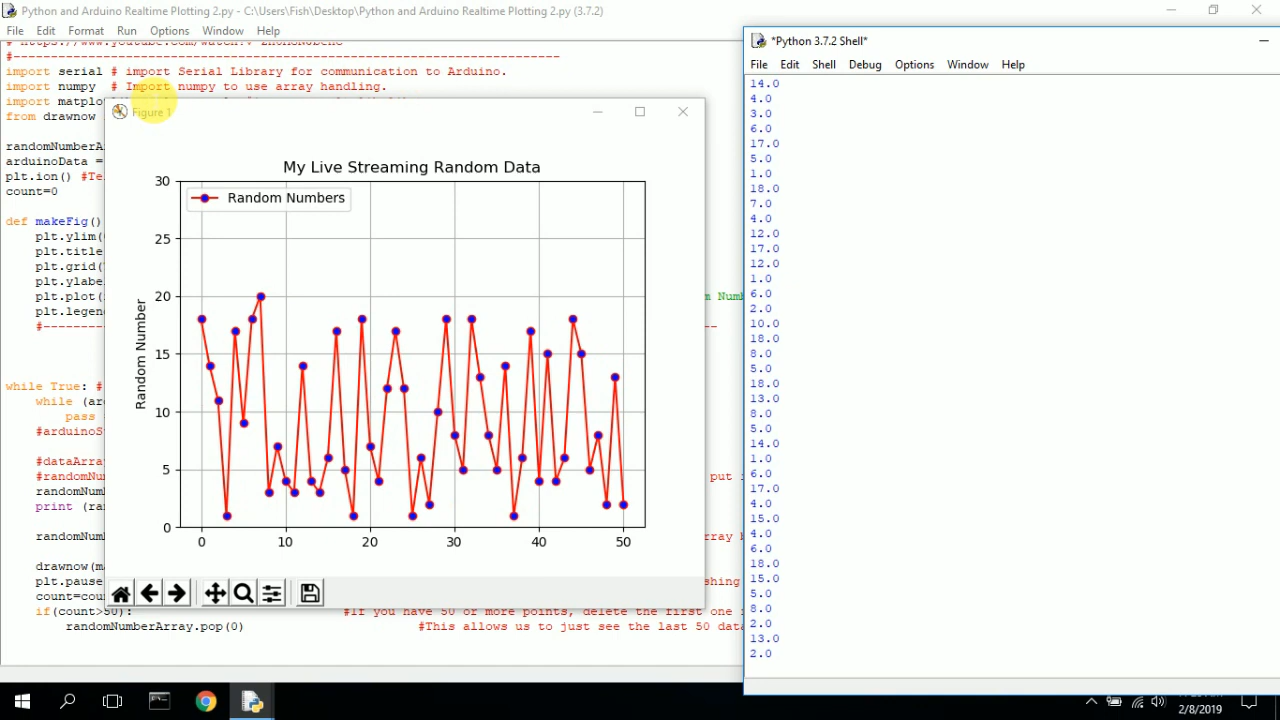 Python and Arduino Realtime Plotting 2.py - C:\Users\Fish\Desktop\Python and Arduino Realtime Plotting 2.py (3.7.2)
File Edit Format Run Options Window Help
#--------------------------------------------------------------------------
import serial # import Serial Library for communication to Arduino.
import numpy # Import numpy to use array handling.
import matplo
from drawnow
randomNumberA
arduinoData =
plt.ion() #Te
count=0
def makeFig()
plt.ylim(
plt.title
plt.grid(
plt.ylabe
plt.plot(
plt.legen
while True: #
while (ar
pass
#arduinoS
#dataArra
#randomNu
put
randomNum
print (ra
randomNum
rray
drawnow(m
plt.pause
shing
count=cou
if(count>50): #If you have 50 or more points, delete the first one
randomNumberArray.pop(0) #This allows us to just see the last 50 data
Figure 1
My Live Streaming Random Data
Random Numbers
Random Number
30
25
20
15
10
5
0
0 10 20 30 40 50
*Python 3.7.2 Shell*
File Edit Shell Debug Options Window Help
14.0
4.0
3.0
6.0
17.0
5.0
1.0
18.0
7.0
4.0
12.0
17.0
12.0
1.0
6.0
2.0
10.0
18.0
8.0
5.0
18.0
13.0
8.0
5.0
14.0
1.0
6.0
17.0
4.0
15.0
4.0
6.0
18.0
15.0
5.0
8.0
2.0
13.0
2.0
2/8/2019